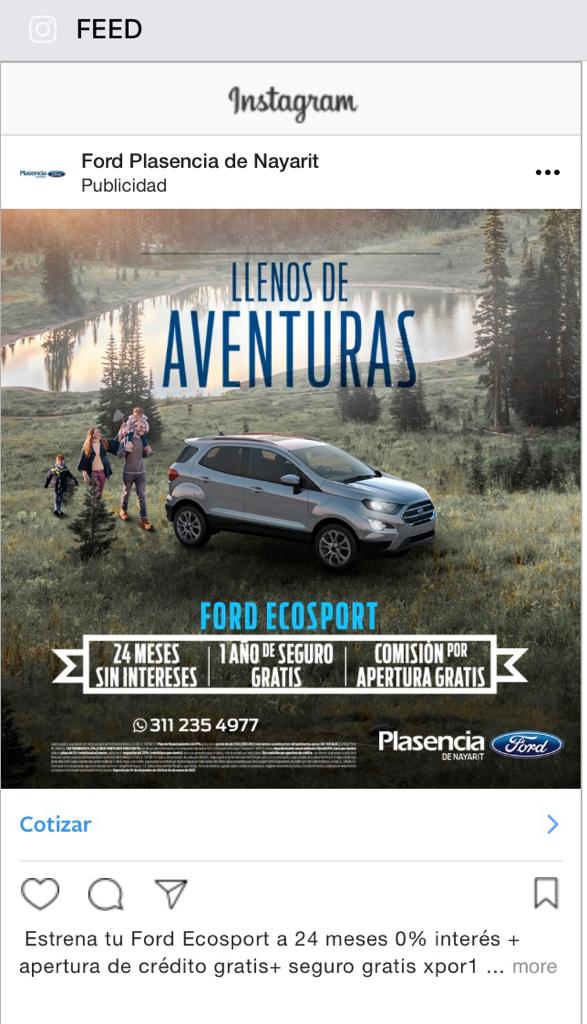 FEED
Instagram
Ford Plasencia de Nayarit
Publicidad
LLENOS DE
AVENTURAS
FORD ECOSPORT
24 MESES
SIN INTERESES
1 AÑO DE SEGURO
GRATIS
COMISIÓN POR
APERTURA GRATIS
311 235 4977
Plasencia
DE NAYARIT
Ford
Cotizar
Estrena tu Ford Ecosport a 24 meses 0% interés +
apertura de crédito gratis+ seguro gratis xpor1 ... more